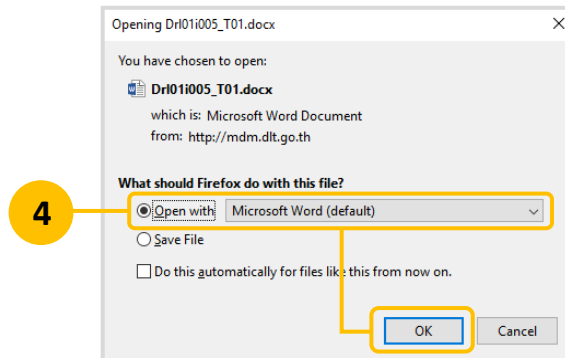 Opening Drl01i005_T01.docx
You have chosen to open:
Drl01i005_T01.docx
which is: Microsoft Word Document
from: http://mdm.dlt.go.th
What should Firefox do with this file?
4
Open with Microsoft Word (default)
Save File
Do this automatically for files like this from now on.
OK Cancel